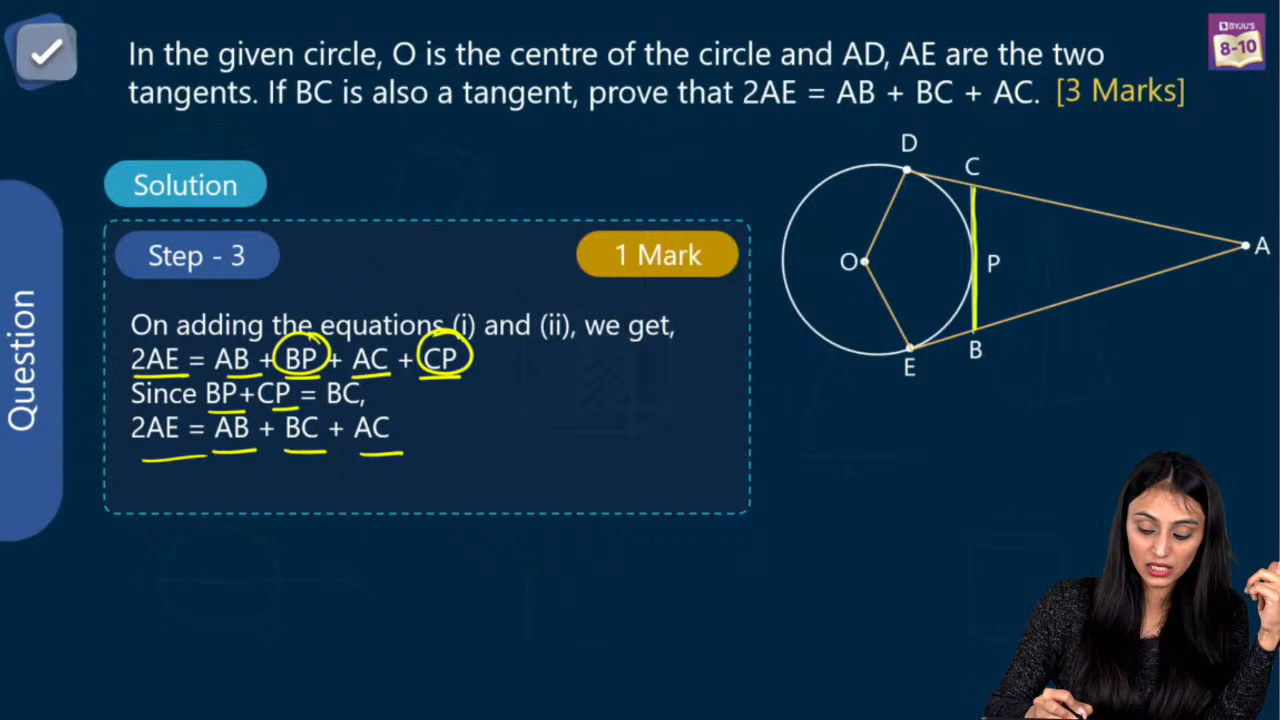 In the given circle, O is the centre of the circle and AD, AE are the two
tangents. If BC is also a tangent, prove that 2AE = AB + BC + AC. [3 Marks]
BYJU'S
8-10
Solution
Step - 3
1 Mark
On adding the equations (i) and (ii), we get,
2AE = AB + BP + AC + CP
Since BP+CP = BC,
2AE = AB + BC + AC
Question
D
C
A
O
P
B
E